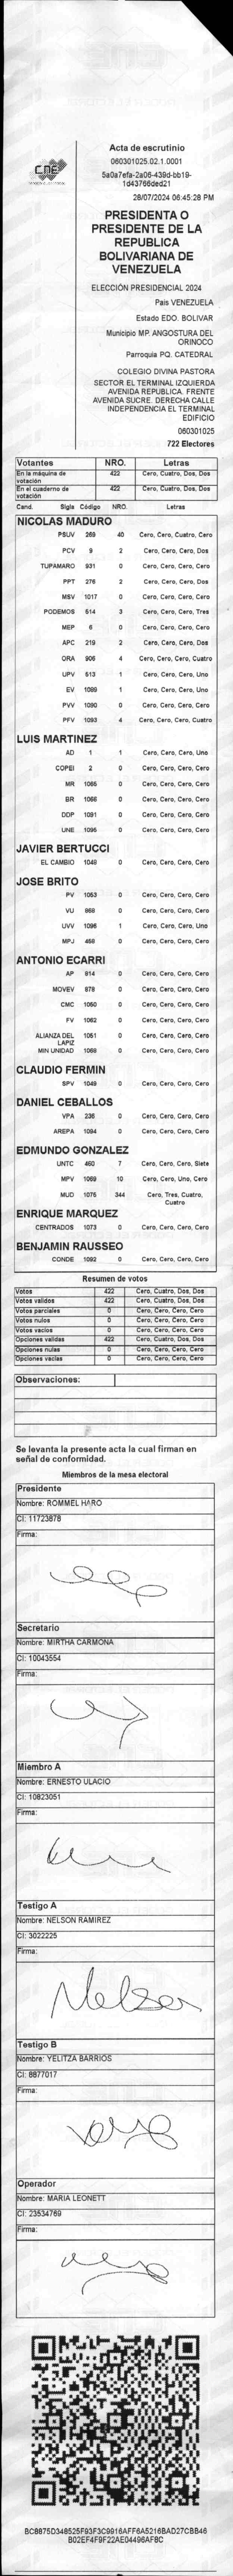 CNE
Acta de escrutinio
060301025.02.1.0001
5a0a7efa-2a06-439d-bb19-
1d43766ded21
28/07/2024 06:45:28 PM
PRESIDENTA O
PRESIDENTE DE LA
REPUBLICA
BOLIVARIANA DE
VENEZUELA
ELECCIÓN PRESIDENCIAL 2024
Pais VENEZUELA
Estado EDO. BOLIVAR
Municipio MP. ANGOSTURA DEL
ORINOCO
Parroquia PQ. CATEDRAL
COLEGIO DIVINA PASTORA
SECTOR EL TERMINAL IZQUIERDA
AVENIDA REPUBLICA. FRENTE
AVENIDA SUCRE. DERECHA CALLE
INDEPENDENCIA EL TERMINAL
EDIFICIO
060301025
722 Electores
Votantes NRO. Letras
En la máquina de votación 422 Cero, Cuatro, Dos, Dos
En el cuaderno de votación 422 Cero, Cuatro, Dos, Dos
Cand. Sigla Código NRO. Letras
NICOLAS MADURO
PSUV 269 40 Cero, Cero, Cuatro, Cero
PCV 9 2 Cero, Cero, Cero, Dos
TUPAMARO 931 0 Cero, Cero, Cero, Cero
PPT 276 2 Cero, Cero, Cero, Dos
MSV 1017 0 Cero, Cero, Cero, Cero
PODEMOS 514 3 Cero, Cero, Cero, Tres
MEP 6 0 Cero, Cero, Cero, Cero
APC 219 2 Cero, Cero, Cero, Dos
ORA 906 4 Cero, Cero, Cero, Cuatro
UPV 513 1 Cero, Cero, Cero, Uno
EV 1089 1 Cero, Cero, Cero, Uno
PVV 1090 0 Cero, Cero, Cero, Cero
PFV 1093 4 Cero, Cero, Cero, Cuatro
LUIS MARTINEZ
AD 1 1 Cero, Cero, Cero, Uno
COPEI 2 0 Cero, Cero, Cero, Cero
MR 1065 0 Cero, Cero, Cero, Cero
BR 1068 0 Cero, Cero, Cero, Cero
DDP 1091 0 Cero, Cero, Cero, Cero
UNE 1095 0 Cero, Cero, Cero, Cero
JAVIER BERTUCCI
EL CAMBIO 1048 0 Cero, Cero, Cero, Cero
JOSE BRITO
PV 1053 0 Cero, Cero, Cero, Cero
VU 868 0 Cero, Cero, Cero, Cero
UVV 1096 1 Cero, Cero, Cero, Uno
MPJ 458 0 Cero, Cero, Cero, Cero
ANTONIO ECARRI
AP 814 0 Cero, Cero, Cero, Cero
MOVEV 878 0 Cero, Cero, Cero, Cero
CMC 1050 0 Cero, Cero, Cero, Cero
FV 1062 0 Cero, Cero, Cero, Cero
ALIANZA DEL LAPIZ 1051 0 Cero, Cero, Cero, Cero
MIN UNIDAD 1069 0 Cero, Cero, Cero, Cero
CLAUDIO FERMIN
SPV 1049 0 Cero, Cero, Cero, Cero
DANIEL CEBALLOS
VPA 236 0 Cero, Cero, Cero, Cero
AREPA 1094 0 Cero, Cero, Cero, Cero
EDMUNDO GONZALEZ
UNTC 460 7 Cero, Cero, Cero, Siete
MPV 1069 10 Cero, Cero, Uno, Cero
MUD 1075 344 Cero, Tres, Cuatro,
Cuatro
ENRIQUE MARQUEZ
CENTRADOS 1073 0 Cero, Cero, Cero, Cero
BENJAMIN RAUSSEO
CONDE 1092 0 Cero, Cero, Cero, Cero
Resumen de votos
Votos 422 Cero, Cuatro, Dos, Dos
Votos validos 422 Cero, Cuatro, Dos, Dos
Votos parciales 0 Cero, Cero, Cero, Cero
Votos nulos 0 Cero, Cero, Cero, Cero
Votos vacios 0 Cero, Cero, Cero, Cero
Opciones validas 422 Cero, Cuatro, Dos, Dos
Opciones nulas 0 Cero, Cero, Cero, Cero
Opciones vacias 0 Cero, Cero, Cero, Cero
Observaciones:
Se levanta la presente acta la cual firman en
señal de conformidad.
Miembros de la mesa electoral
Presidente
Nombre: ROMMEL HARO
CI: 11723878
Firma:
Secretario
Nombre: MIRTHA CARMONA
CI: 10043554
Firma:
Miembro A
Nombre: ERNESTO ULACIO
CI: 10823051
Firma:
Testigo A
Nombre: NELSON RAMIREZ
CI: 3022225
Firma:
Nelson
Testigo B
Nombre: YELITZA BARRIOS
CI: 8877017
Firma:
Operador
Nombre: MARIA LEONETT
CI: 23534769
Firma:
BC8875D348525F93F3C9916AFF6A5216BAD27CBB46
B02EF4F9F22AE04496AF8C